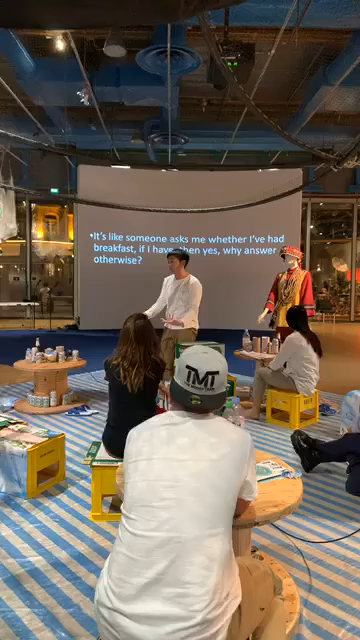 •It's like someone asks me whether I've had
breakfast, if I have, then yes, why answer
otherwise?
TMT